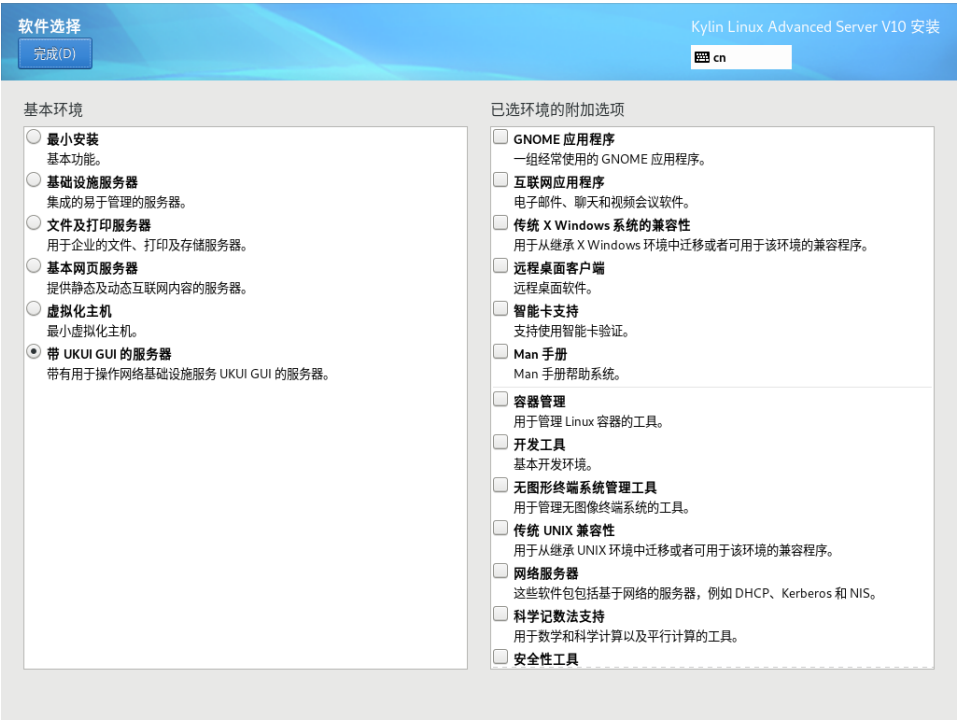 软件选择
完成(D)
Kylin Linux Advanced Server V10 安装
cn
基本环境
最小安装
基本功能。
基础设施服务器
集成的易于管理的服务器。
文件及打印服务器
用于企业的文件、打印及存储服务器。
基本网页服务器
提供静态及动态互联网内容的服务器。
虚拟化主机
最小虚拟化主机。
带 UKUI GUI 的服务器
带有用于操作网络基础设施服务 UKUI GUI 的服务器。
已选环境的附加选项
GNOME 应用程序
一组经常使用的 GNOME 应用程序。
互联网应用程序
电子邮件、聊天和视频会议软件。
传统 X Windows 系统的兼容性
用于从继承 X Windows 环境中迁移或者可用于该环境的兼容程序。
远程桌面客户端
远程桌面软件。
智能卡支持
支持使用智能卡验证。
Man 手册
Man 手册帮助系统。
容器管理
用于管理 Linux 容器的工具。
开发工具
基本开发环境。
无图形终端系统管理工具
用于管理无图像终端系统的工具。
传统 UNIX 兼容性
用于从继承 UNIX 环境中迁移或者可用于该环境的兼容程序。
网络服务器
这些软件包包括基于网络的服务器，例如 DHCP、Kerberos 和 NIS。
科学记数法支持
用于数学和科学计算以及平行计算的工具。
安全性工具